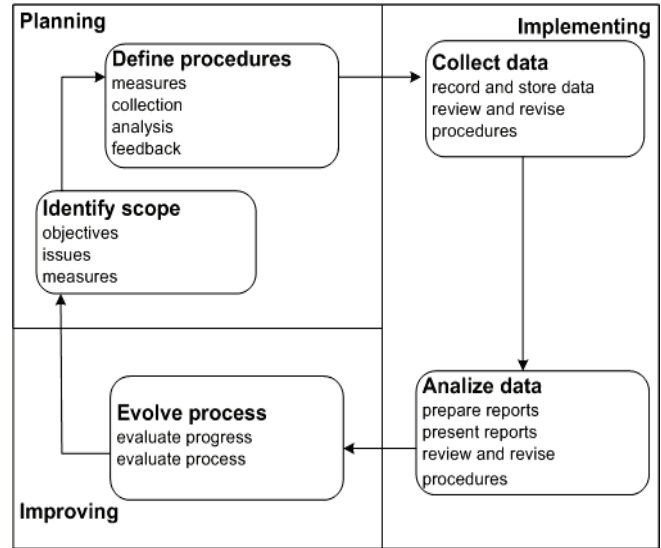 Planning
Implementing
Define procedures
measures
collection
analysis
feedback
Collect data
record and store data
review and revise
procedures
Identify scope
objectives
issues
measures
Analize data
prepare reports
present reports
review and revise
procedures
Evolve process
evaluate progress
evaluate process
Improving